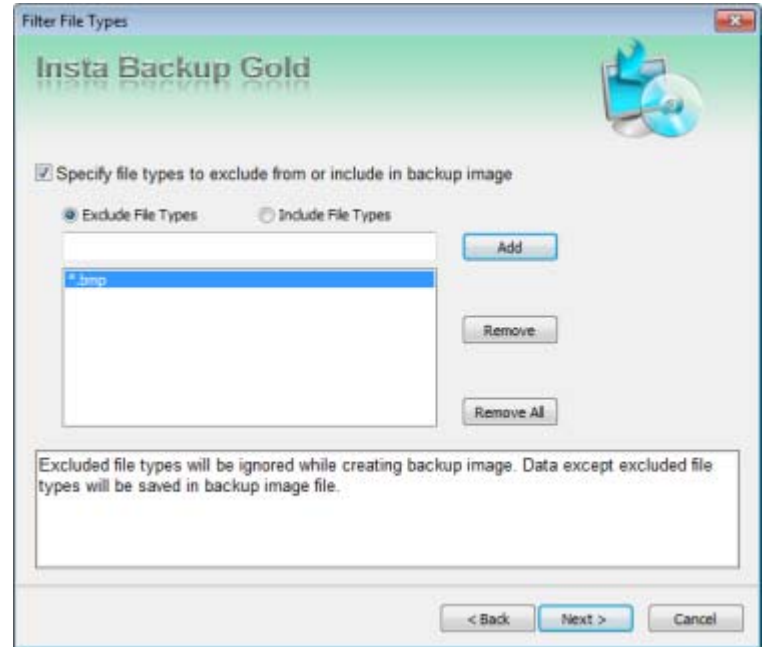 Filter File Types
Insta Backup Gold
Specify file types to exclude from or include in backup image
Exclude File Types Include File Types
Add
*.bmp
Remove
Remove All
Excluded file types will be ignored while creating backup image. Data except excluded file
types will be saved in backup image file.
< Back Next > Cancel